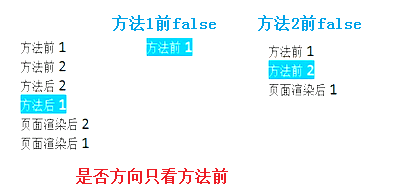 方法1前false
方法2前false
方法前 1
方法前 2
方法后 2
方法后 1
页面渲染后 2
页面渲染后 1
方法前 1
方法前 1
方法前 2
页面渲染后 1
是否方向只看方法前